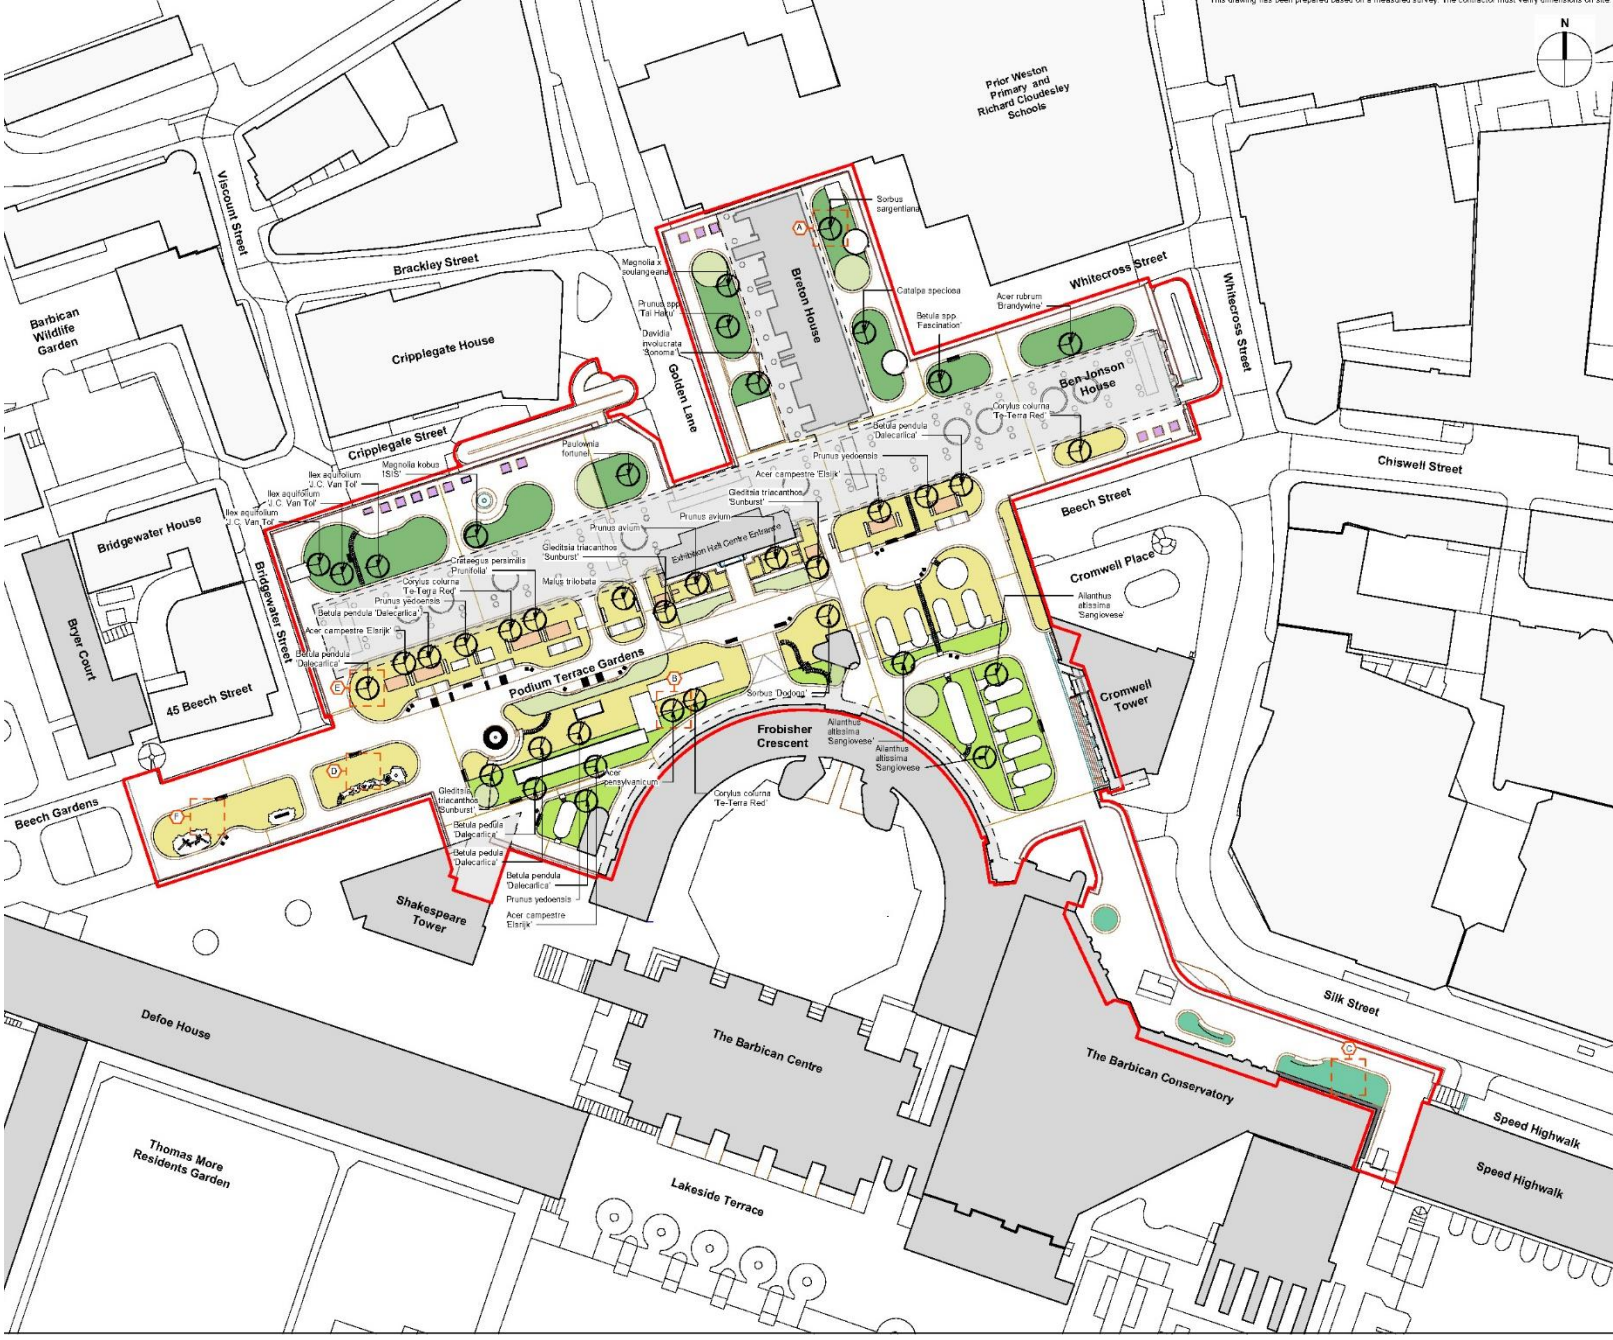 This drawing has been prepared based on a measured survey. The contractor must verify dimensions on site.
N
Prior Weston
Primary and
Richard Cloudesley
Schools
Viscount Street
Brackley Street
Barbican
Wildlife
Garden
Cripplegate House
Golden Lane
Cripplegate Street
Breton House
A
Sorbus
sargentiana
Magnolia x
soulangeana
Prunus spp
'Tai Haku'
Davidia
involucrata
'Sonoma'
Catalpa speciosa
Betula spp
'Fascination'
Acer rubrum
'Brandywine'
Whitecross Street
Whitecross Street
Ben Jonson
House
Corylus colurna
'Te-Terra Red'
Betula pendula
'Dalecarlica'
Prunus yedoensis
Acer campestre 'Elsrijk'
Gleditsia triacanthos
'Sunburst'
Prunus avium
Prunus avium
Exhibition Hall Centre Entrance
Gleditsia triacanthos
'Sunburst'
Malus trilobata
Paulownia
fortunei
Magnolia kobus
'ISIS'
Ilex aquifolium
'J.C. Van Tol'
Ilex aquifolium
'J.C. Van Tol'
Ilex aquifolium
'J.C. Van Tol'
Crataegus persimilis
'Prunifolia'
Corylus colurna
'Te-Terra Red'
Prunus yedoensis
Betula pendula 'Dalecarlica'
Acer campestre 'Elsrijk'
Betula pendula
'Dalecarlica'
E
Bridgewater House
Bridgewater Street
Bryer Court
45 Beech Street
Beech Gardens
Chiswell Street
Beech Street
Cromwell Place
Ailanthus
altissima
'Sangiovese'
Cromwell
Tower
Podium Terrace Gardens
B
Sorbus 'Dodong'
Frobisher
Crescent
Ailanthus
altissima
'Sangiovese'
Ailanthus
altissima
'Sangiovese
D
F
Acer
pensylvanicum
Corylus colurna
'Te-Terra Red'
Gleditsia
triacanthos
'Sunburst'
Betula pedula
'Dalecarlica'
Betula pedula
'Dalecarlica'
Betula pendula
'Dalecarlica'
Prunus yedoensis
Acer campestre
'Elsrijk'
Shakespeare
Tower
Defoe House
The Barbican Centre
The Barbican Conservatory
Silk Street
C
Speed Highwalk
Speed Highwalk
Thomas More
Residents Garden
Lakeside Terrace